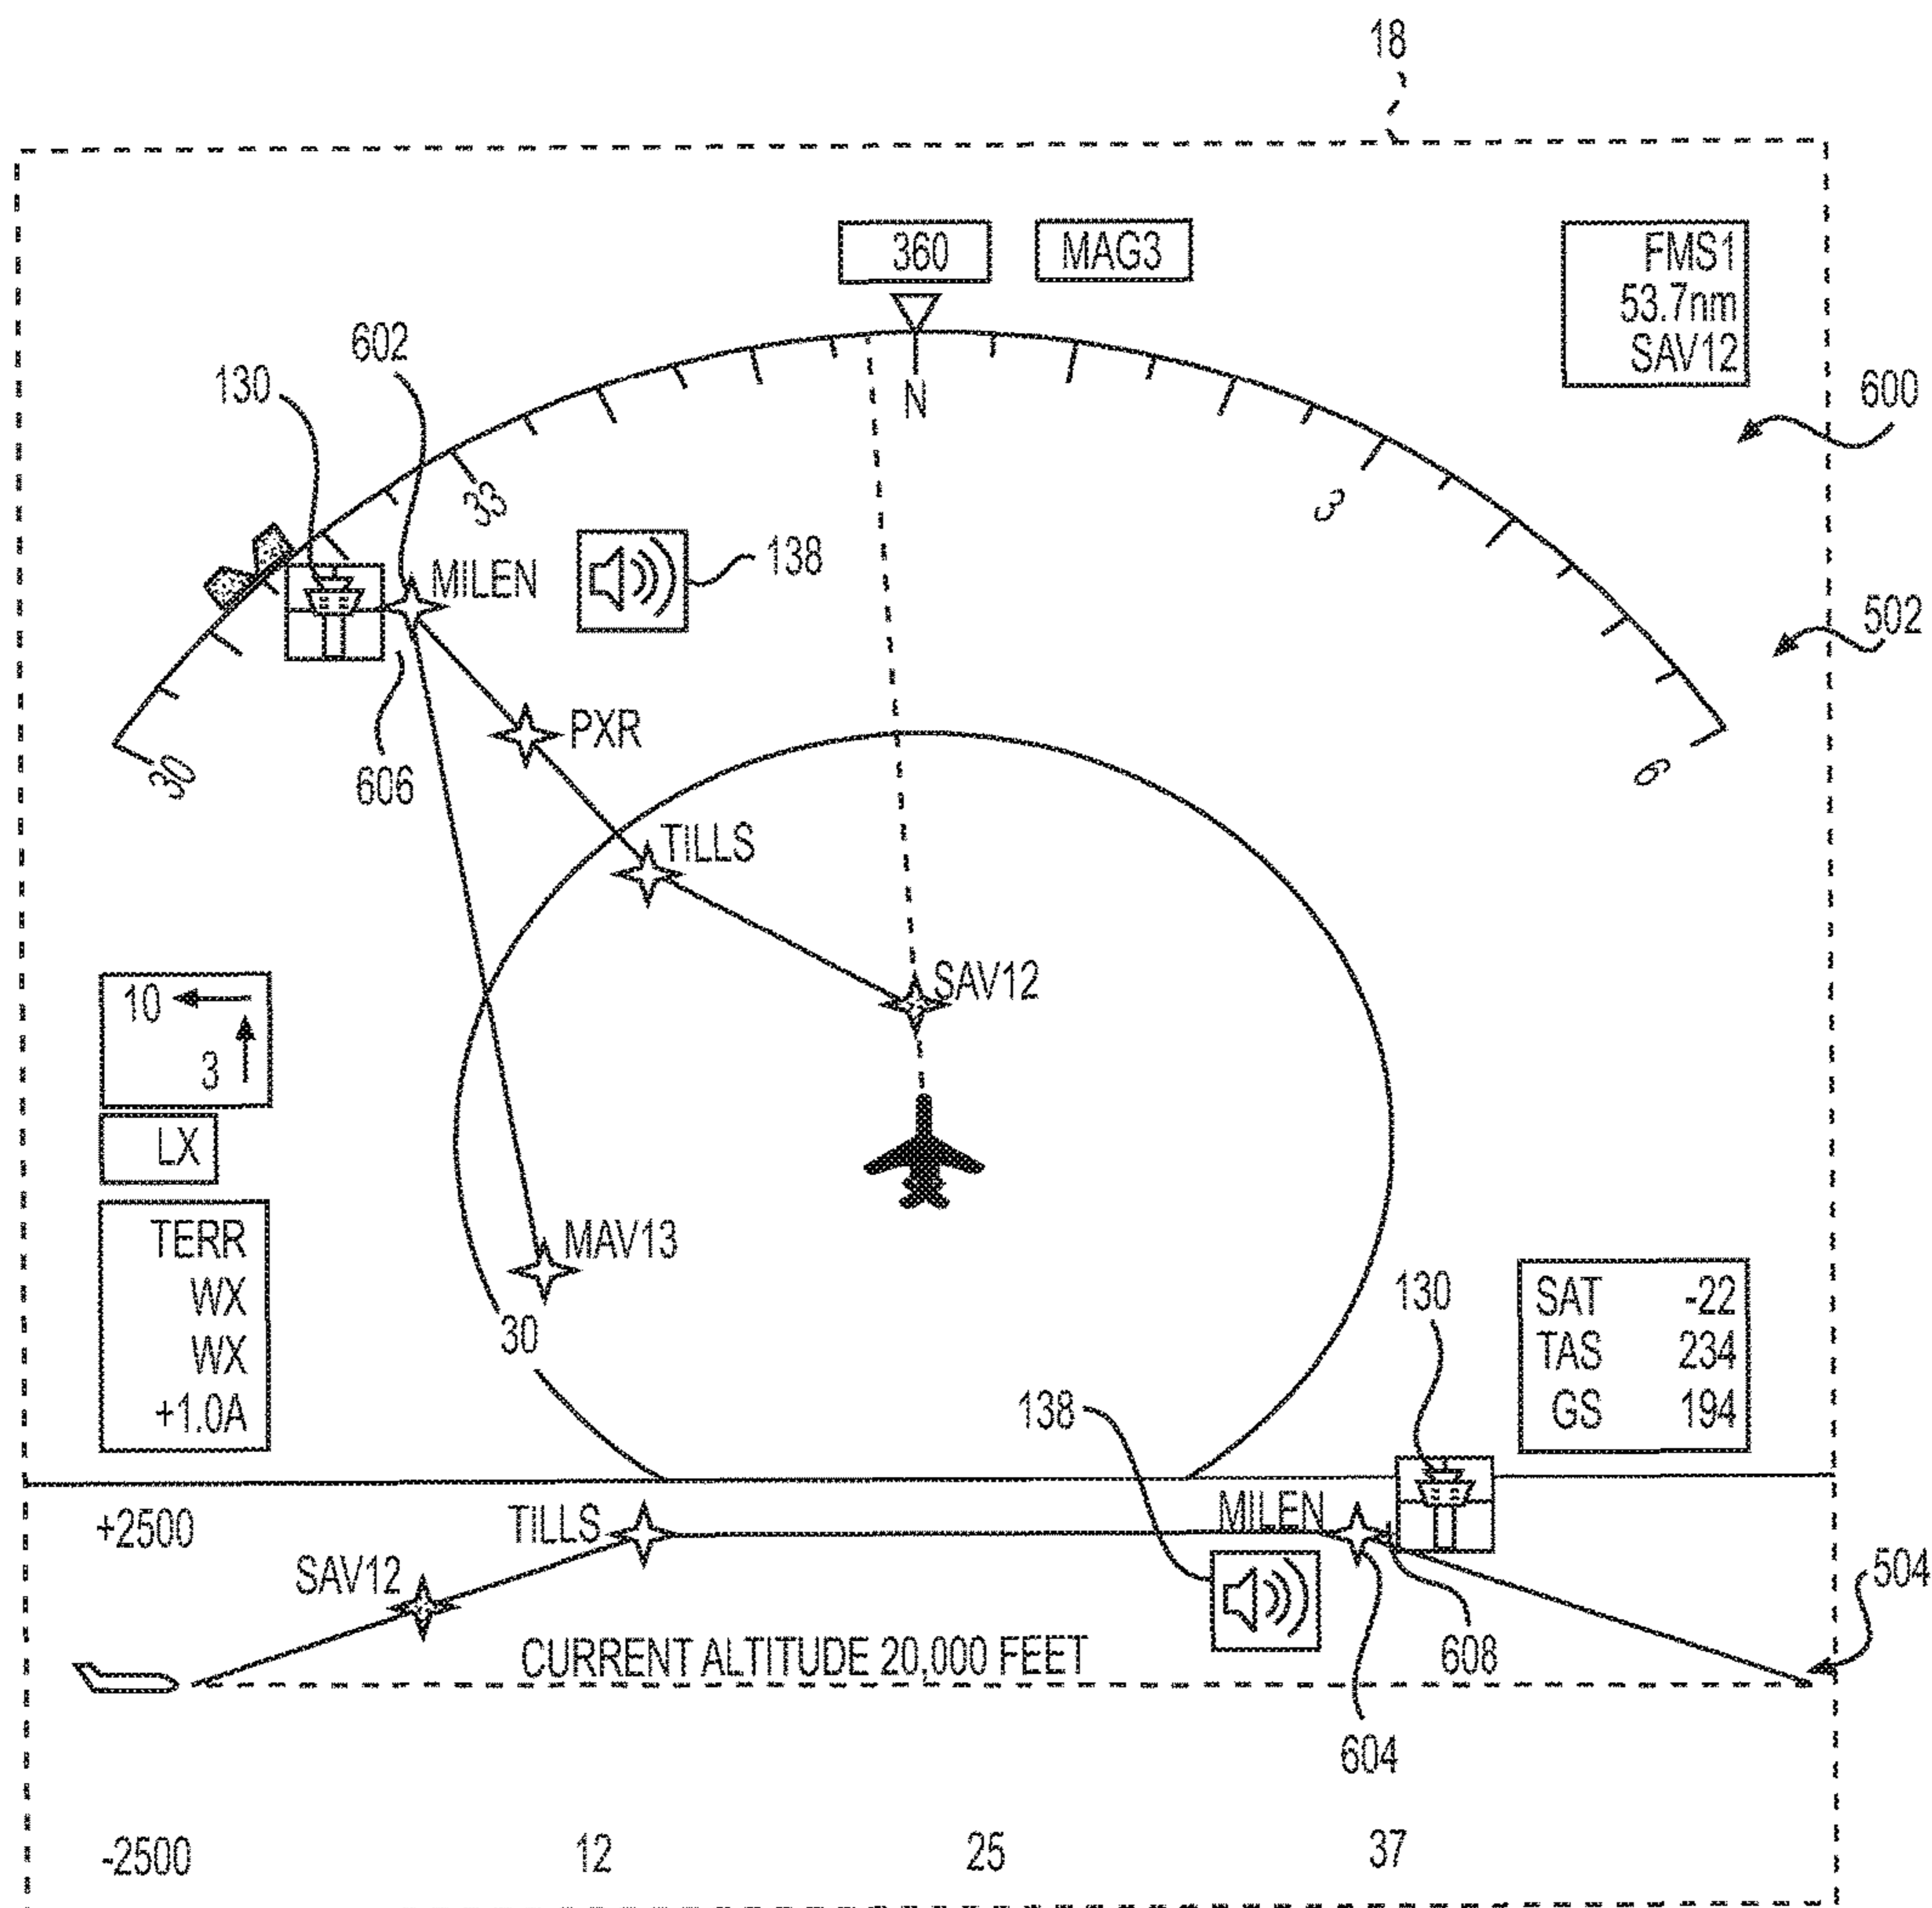 18
360
MAG3
FMS1
53.7nm
SAV12
600
602
130
N
33
3
138
MILEN
502
PXR
30
606
6
TILLS
SAV12
10
3
LX
MAV13
TERR
WX
WX
+1.0A
30
130
SAT -22
TAS 234
GS 194
138
+2500
TILLS
MILEN
SAV12
504
CURRENT ALTITUDE 20,000 FEET
608
604
-2500
12
25
37